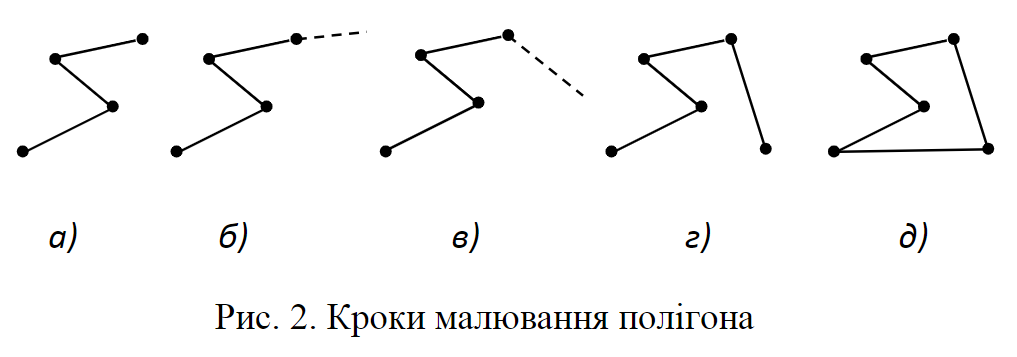 а) б) в) г) д)
Рис. 2. Кроки малювання полігона